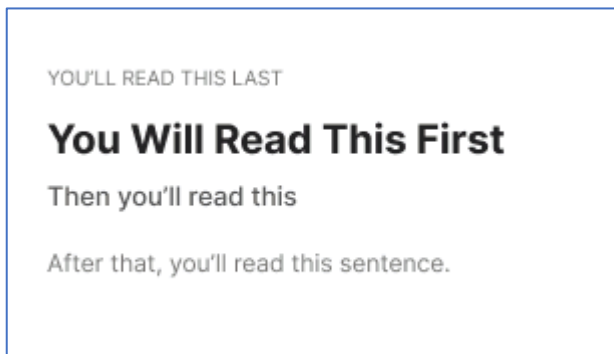 YOU'LL READ THIS LAST
You Will Read This First
Then you'll read this
After that, you'll read this sentence.